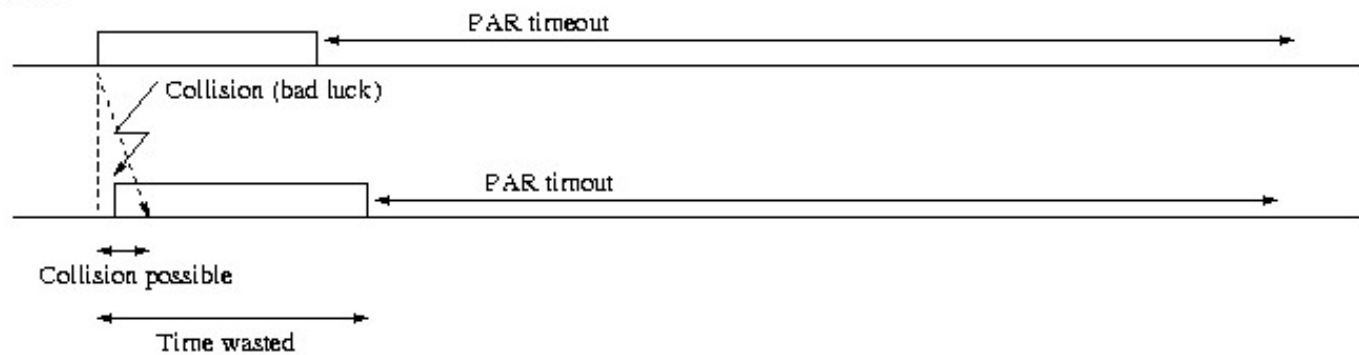 PAR timeout
Collision (bad luck)
PAR timout
Collision possible
Time wasted